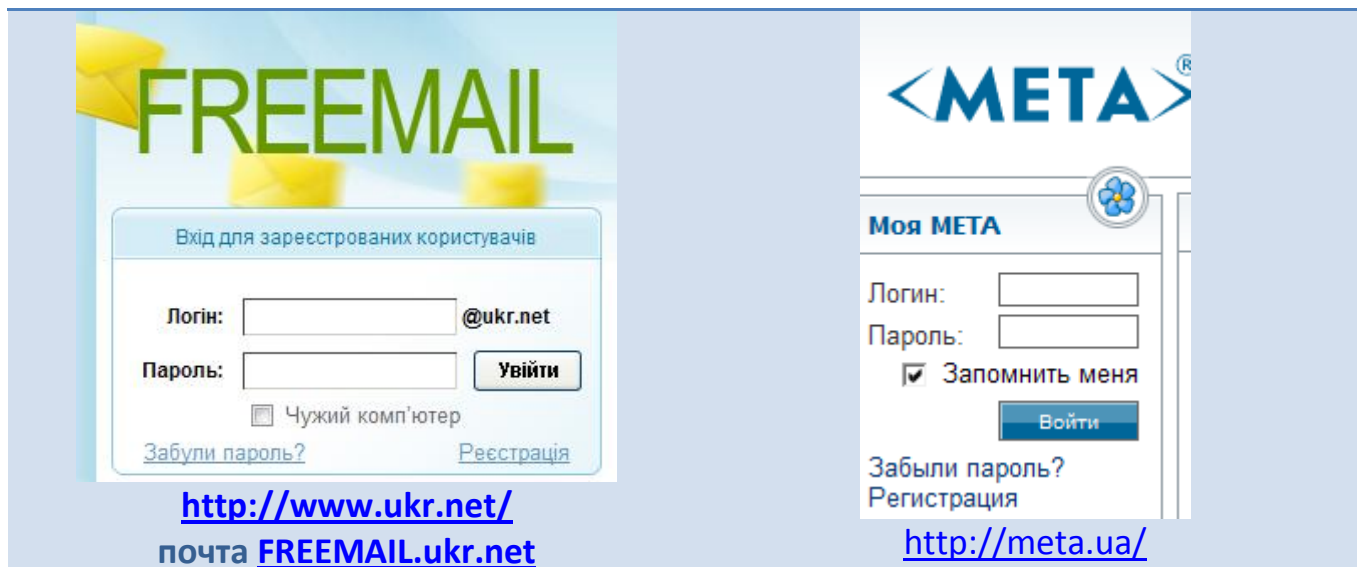 FREEMAIL
Вхід для зареєстрованих користувачів
Логін:
@ukr.net
Пароль:
Увійти
Чужий комп'ютер
Забули пароль?
Реєстрація
http://www.ukr.net/
почта FREEMAIL.ukr.net
<META>®
Моя МЕТА
Логин:
Пароль:
Запомнить меня
Войти
Забыли пароль?
Регистрация
http://meta.ua/